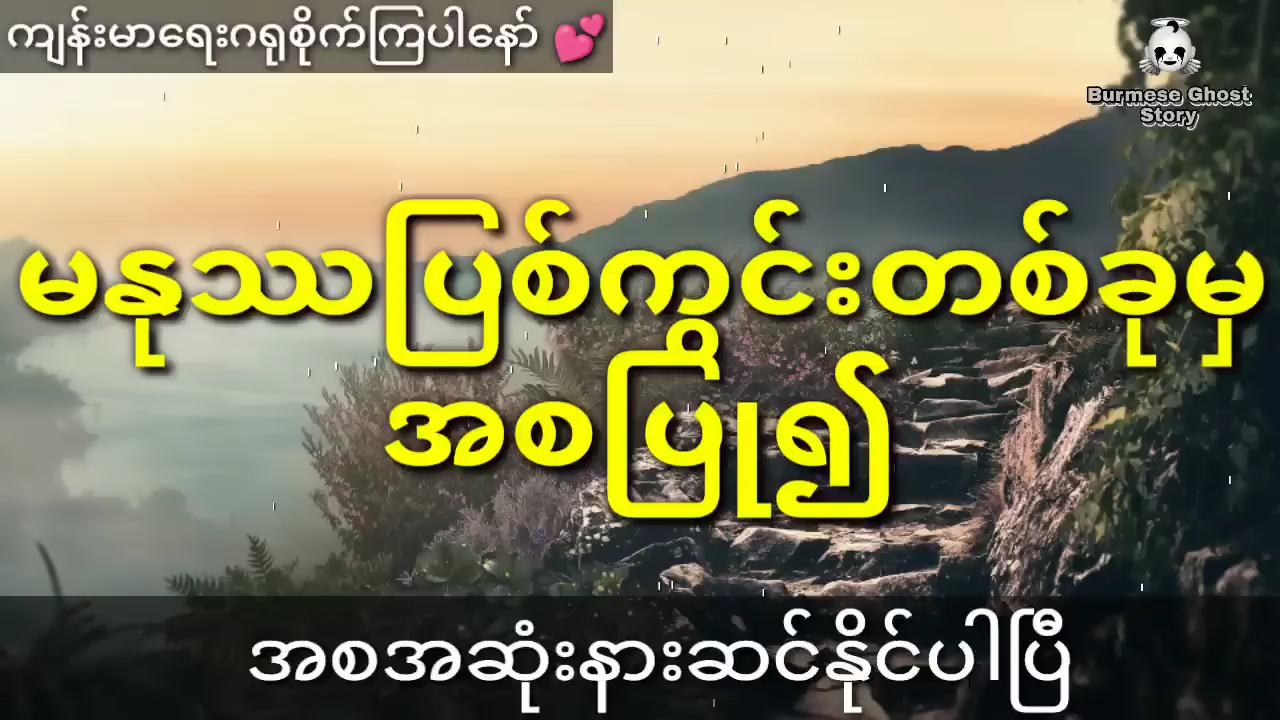 ကျန်းမာရေးဂရုစိုက်ကြပါနော် 💕
Burmese Ghost
Story
မနုဿပြစ်ကွင်းတစ်ခုမှ
အစပြု၍
အစအဆုံးနားဆင်နိုင်ပါပြီ